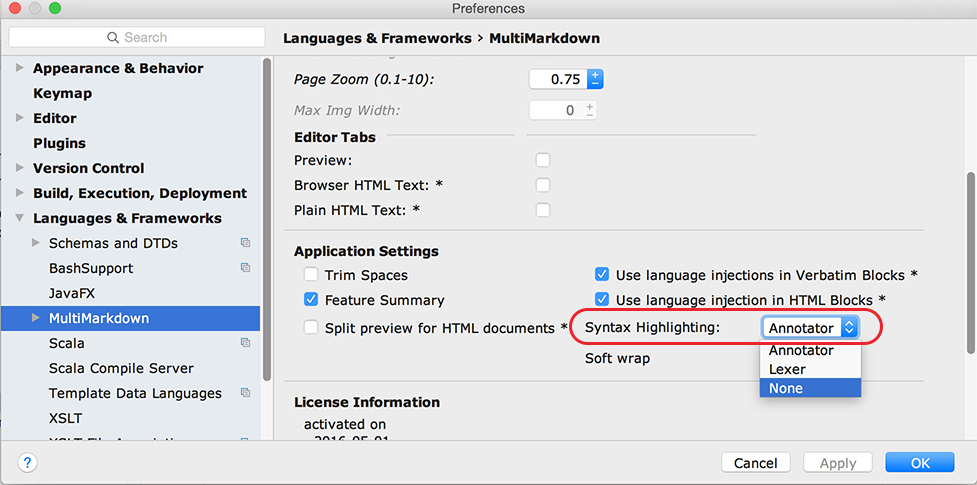 Preferences
Search
Languages & Frameworks › MultiMarkdown
Appearance & Behavior
Keymap
Editor
Plugins
Version Control
Build, Execution, Deployment
Languages & Frameworks
Schemas and DTDs
BashSupport
JavaFX
MultiMarkdown
Scala
Scala Compile Server
Template Data Languages
XSLT
Page Zoom (0.1-10): 0.75
Max Img Width: 0
Editor Tabs
Preview:
Browser HTML Text: *
Plain HTML Text: *
Application Settings
Trim Spaces
Use language injections in Verbatim Blocks *
Feature Summary
Use language injection in HTML Blocks *
Split preview for HTML documents *
Syntax Highlighting: Annotator
Annotator
Lexer
None
Soft wrap
License Information
activated on
2016-05-01
?
Cancel
Apply
OK